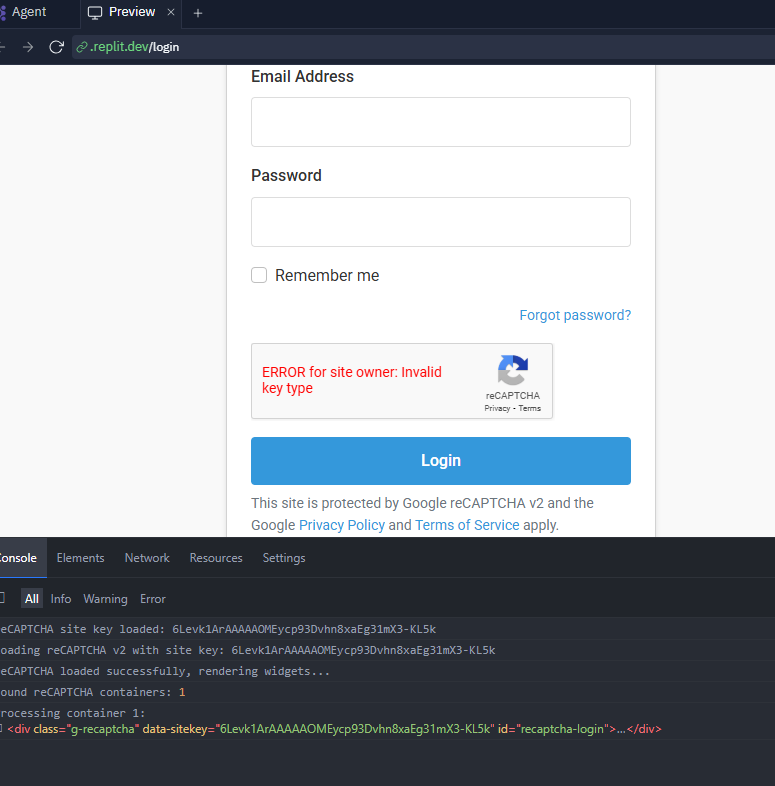 Agent
Preview × +
.replit.dev/login
Email Address
Password
Remember me
Forgot password?
ERROR for site owner: Invalid
key type
reCAPTCHA
Privacy - Terms
Login
This site is protected by Google reCAPTCHA v2 and the
Google Privacy Policy and Terms of Service apply.
onsole Elements Network Resources Settings
All Info Warning Error
eCAPTCHA site key loaded: 6Levk1ArAAAAAOMEycp93Dvhn8xaEg31mX3-KL5k
oading reCAPTCHA v2 with site key: 6Levk1ArAAAAAOMEycp93Dvhn8xaEg31mX3-KL5k
eCAPTCHA loaded successfully, rendering widgets...
ound reCAPTCHA containers: 1
rocessing container 1:
<div class="g-recaptcha" data-sitekey="6Levk1ArAAAAAOMEycp93Dvhn8xaEg31mX3-KL5k" id="recaptcha-login">...</div>